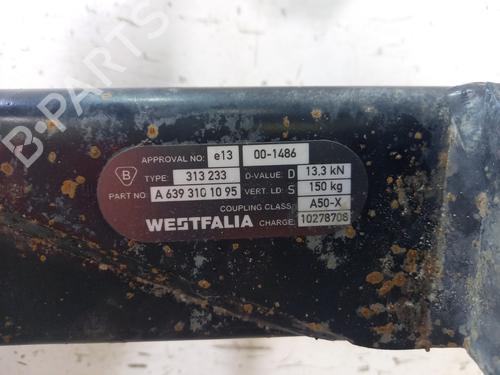 B-PARTS
APPROVAL NO: e13 00-1486
B TYPE: 313 233 D-VALUE: D 13,3 kN
PART NO: A 639 310 10 95 VERT. LD: S 150 kg
COUPLING CLASS: A50-X
WESTFALIA CHARGE: 10278708